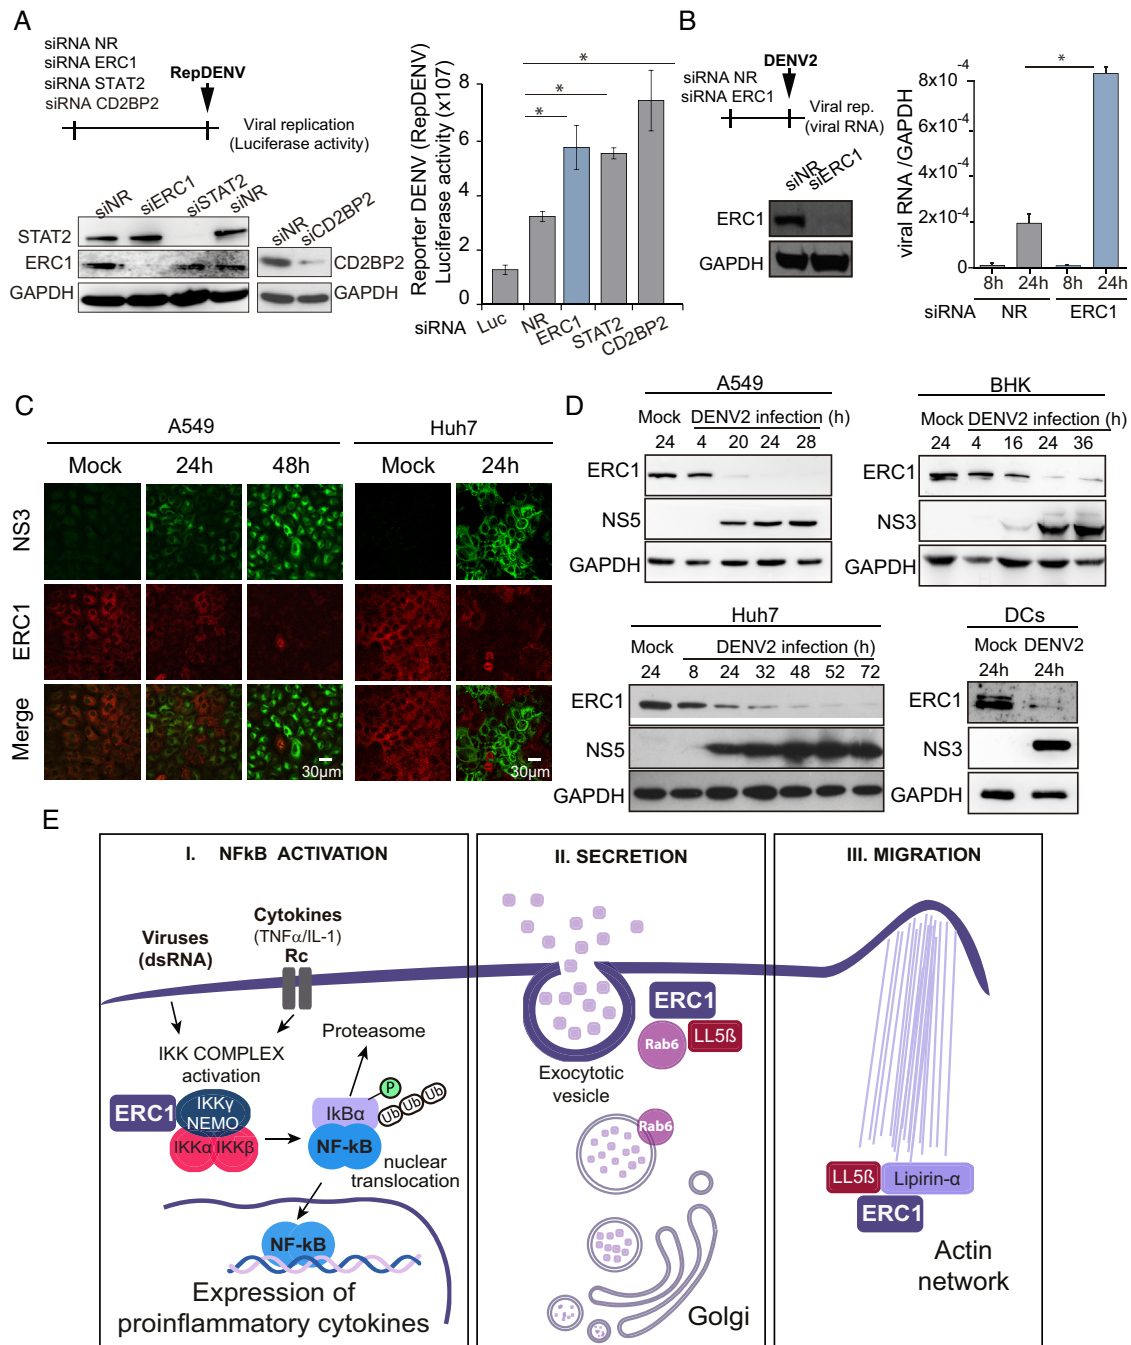 A
siRNA NR
siRNA ERC1
siRNA STAT2
siRNA CD2BP2
RepDENV
Viral replication
(Luciferase activity)
siNR
siERC1
siSTAT2
siNR
siNR
siCD2BP2
STAT2
ERC1
GAPDH
CD2BP2
GAPDH
Reporter DENV (RepDENV)
Luciferase activity (x107)
8
6
4
2
0
*
*
*
siRNA
Luc
NR
ERC1
STAT2
CD2BP2
B
DENV2
siRNA NR
siRNA ERC1
Viral rep.
(viral RNA)
siNR
siERC1
ERC1
GAPDH
viral RNA /GAPDH
8x10-4
6x10-4
4x10-4
2x10-4
0
*
8h
24h
8h
24h
siRNA
NR
ERC1
C
A549
Huh7
Mock
24h
48h
Mock
24h
NS3
ERC1
Merge
30µm
30µm
D
A549
Mock DENV2 infection (h)
24 4 20 24 28
ERC1
NS5
GAPDH
BHK
Mock DENV2 infection (h)
24 4 16 24 36
ERC1
NS3
GAPDH
Huh7
Mock DENV2 infection (h)
24 8 24 32 48 52 72
ERC1
NS5
GAPDH
DCs
Mock DENV2
24h 24h
ERC1
NS3
GAPDH
E
I. NFkB ACTIVATION
Viruses
(dsRNA)
Cytokines
(TNFα/IL-1)
Rc
Proteasome
IKK COMPLEX
activation
ERC1
IKKγ
NEMO
IKKα
IKKβ
P
IkBα
Ub
Ub
Ub
NF-kB
nuclear
translocation
NF-kB
Expression of
proinflammatory cytokines
II. SECRETION
ERC1
Rab6
LL5ß
Exocytotic
vesicle
Rab6
Golgi
III. MIGRATION
LL5ß
Lipirin-α
ERC1
Actin
network